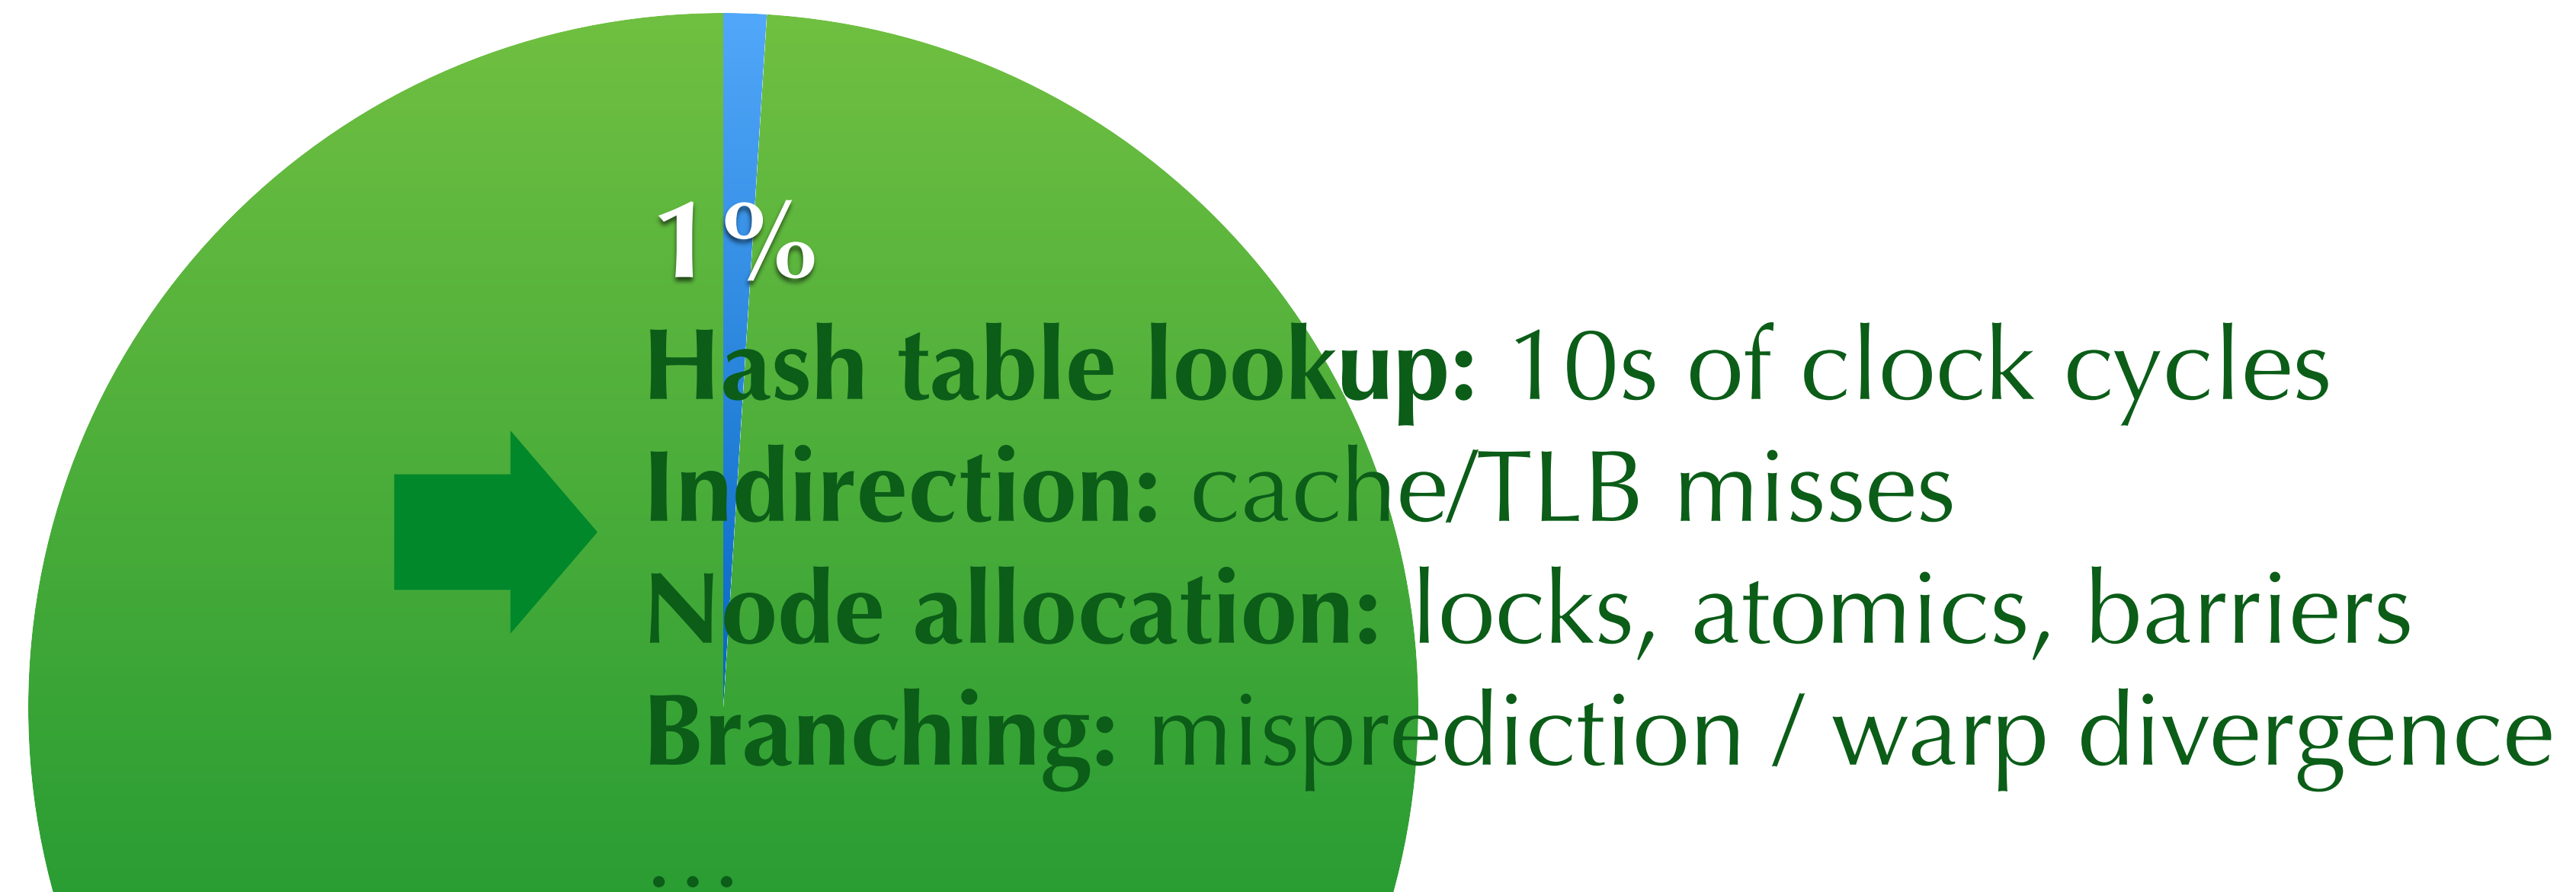 1%
Hash table lookup: 10s of clock cycles
Indirection: cache/TLB misses
Node allocation: locks, atomics, barriers
Branching: misprediction / warp divergence
…